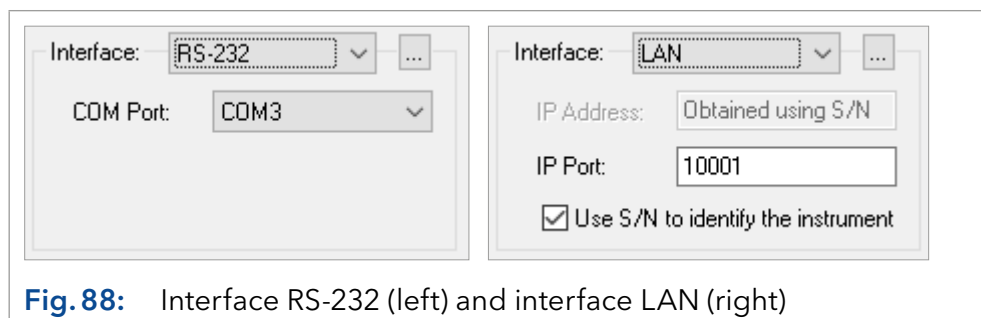 Interface: RS-232 ...
COM Port: COM3
Interface: LAN ...
IP Address: Obtained using S/N
IP Port: 10001
Use S/N to identify the instrument
Fig. 88: Interface RS-232 (left) and interface LAN (right)